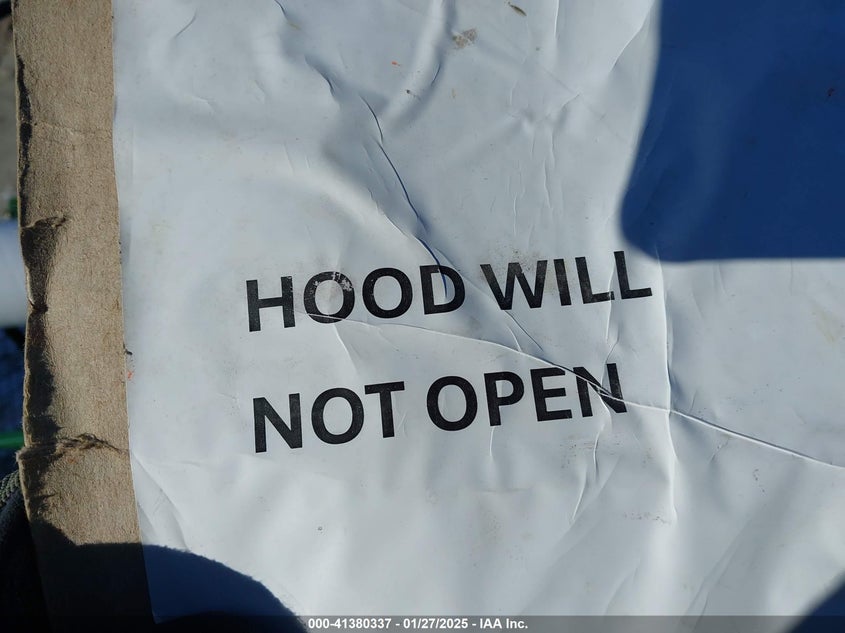 HOOD WILL
NOT OPEN
000-41380337 - 01/27/2025 - IAA Inc.